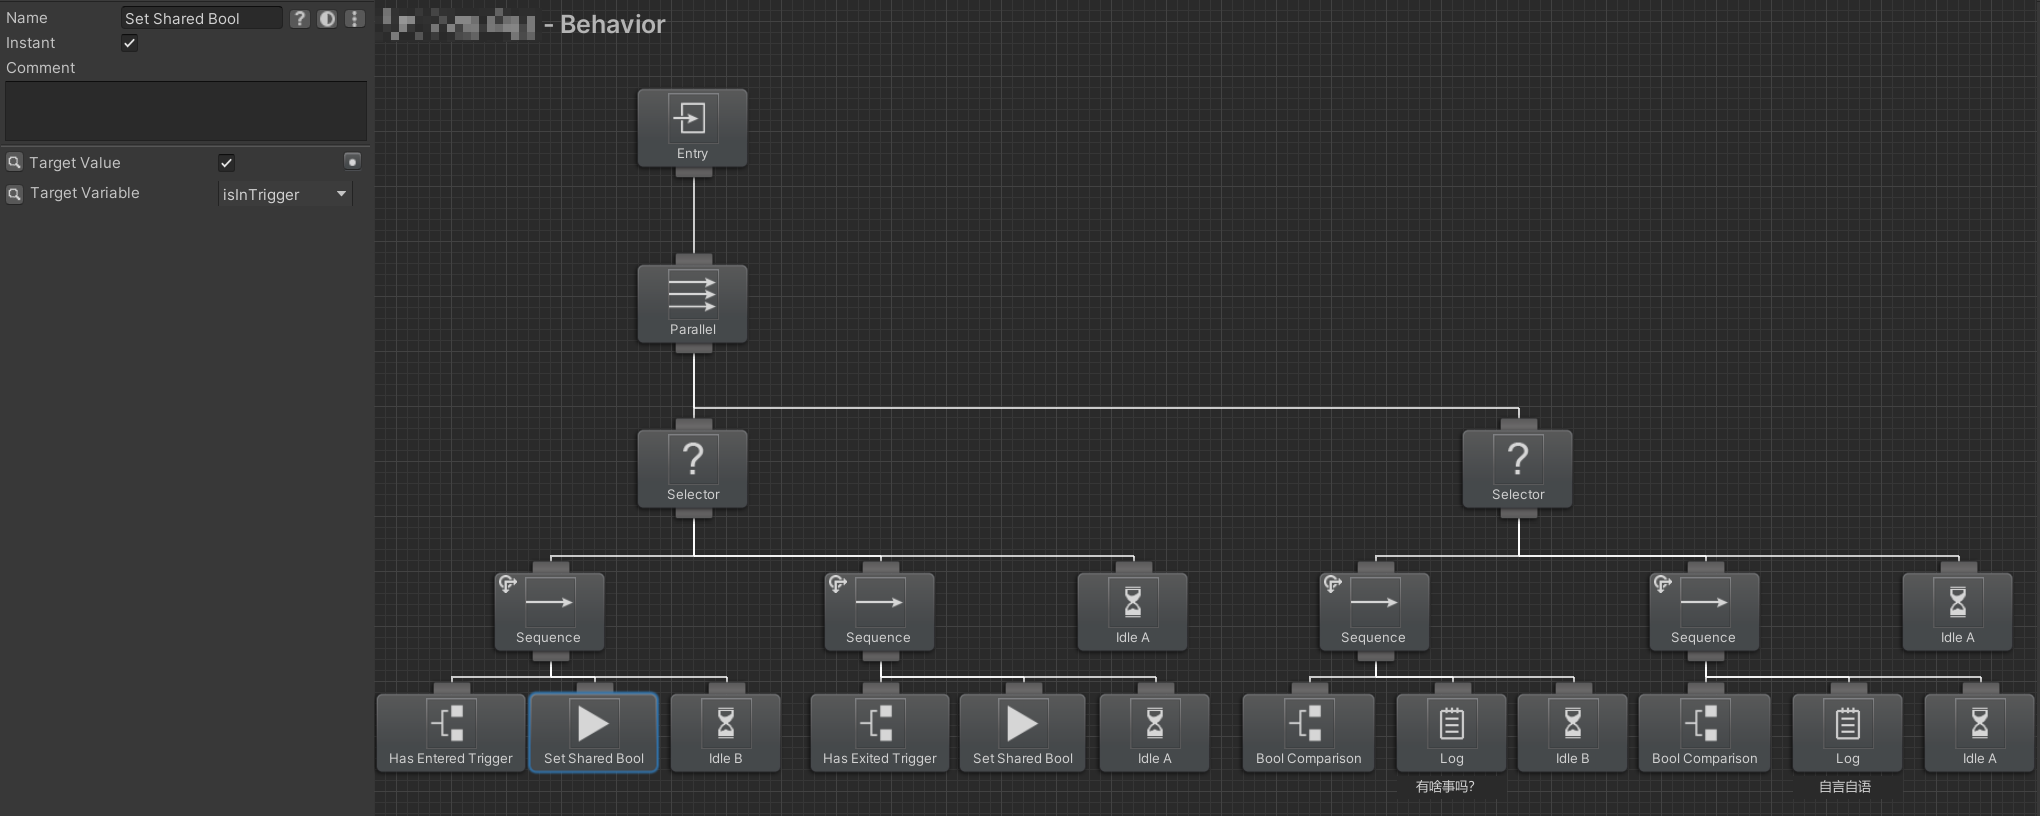 Name Set Shared Bool ?
Instant
Comment
Target Value
Target Variable isInTrigger
- Behavior
Entry
Parallel
?
Selector
?
Selector
Sequence
Sequence
Idle A
Sequence
Sequence
Idle A
Has Entered Trigger
Set Shared Bool
Idle B
Has Exited Trigger
Set Shared Bool
Idle A
Bool Comparison
Log
Idle B
Bool Comparison
Log
Idle A
有啥事吗?
自言自语